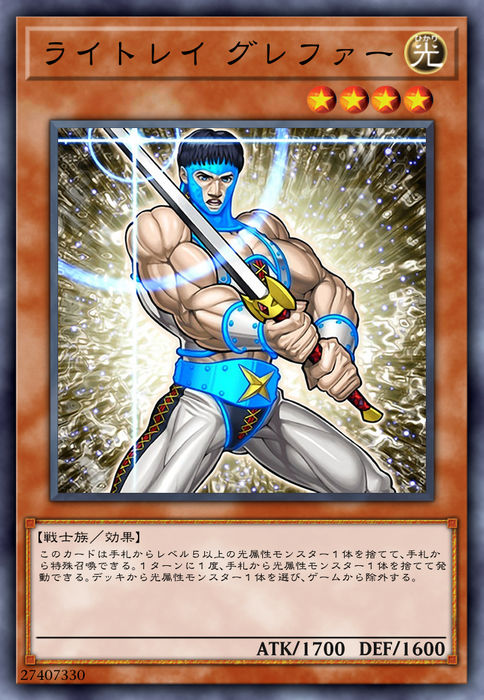 ライトレイ グレファー
ひかり
光
【戦士族／効果】
このカードは手札からレベル５以上の光属性モンスター１体を捨てて、手札か
ら特殊召喚できる。１ターンに１度、手札から光属性モンスター１体を捨てて発
動できる。デッキから光属性モンスター１体を選び、ゲームから除外する。
ATK/1700 DEF/1600
27407330